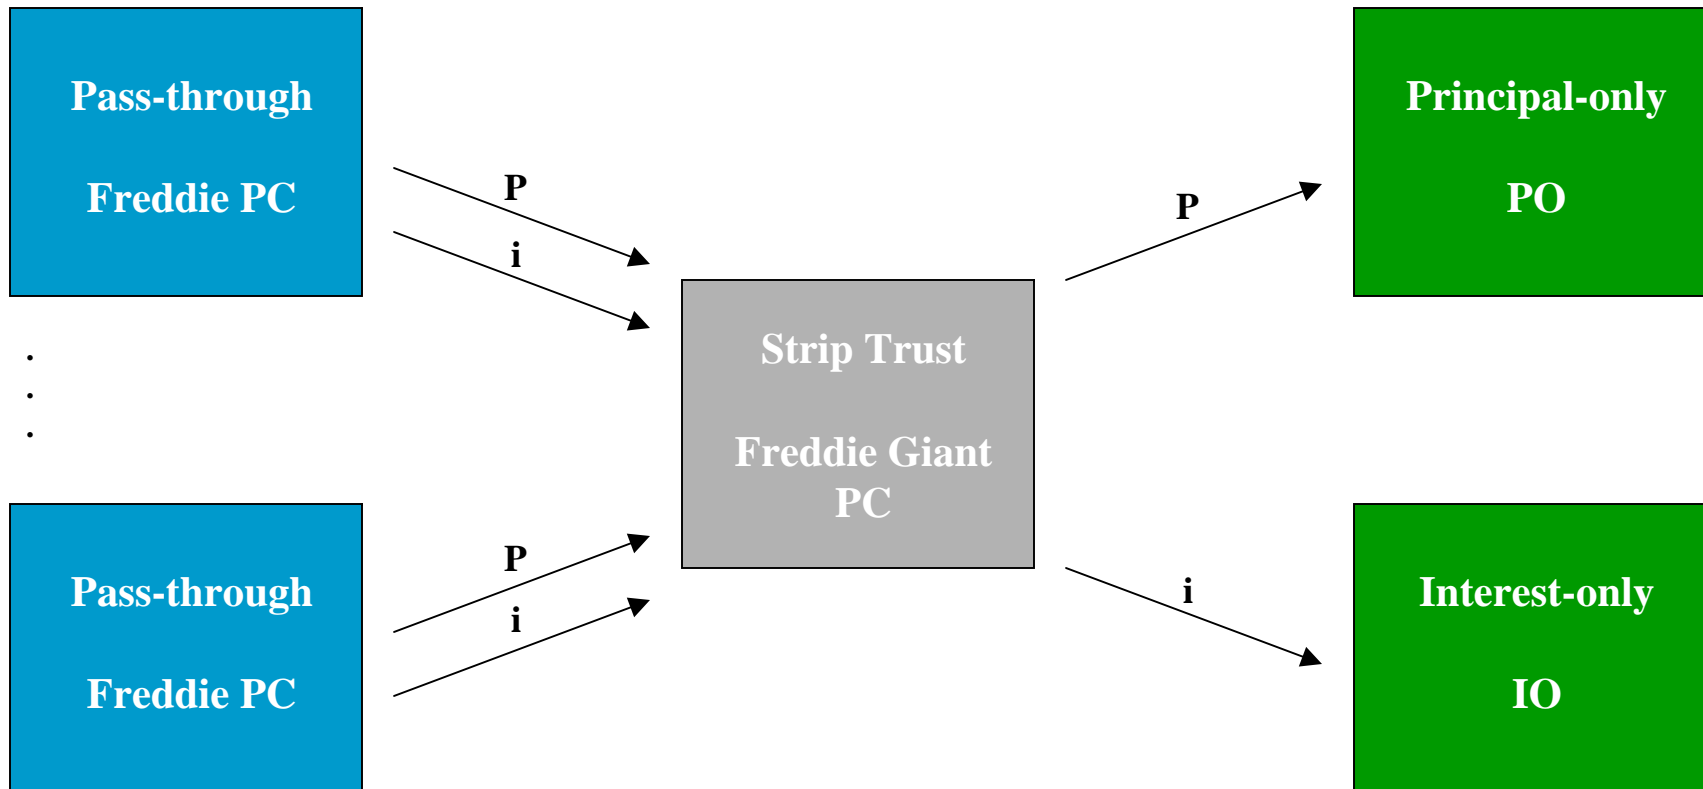 Pass-through
Freddie PC
P
i
.
.
.
Pass-through
Freddie PC
P
i
Strip Trust
Freddie Giant
PC
P
i
Principal-only
PO
Interest-only
IO